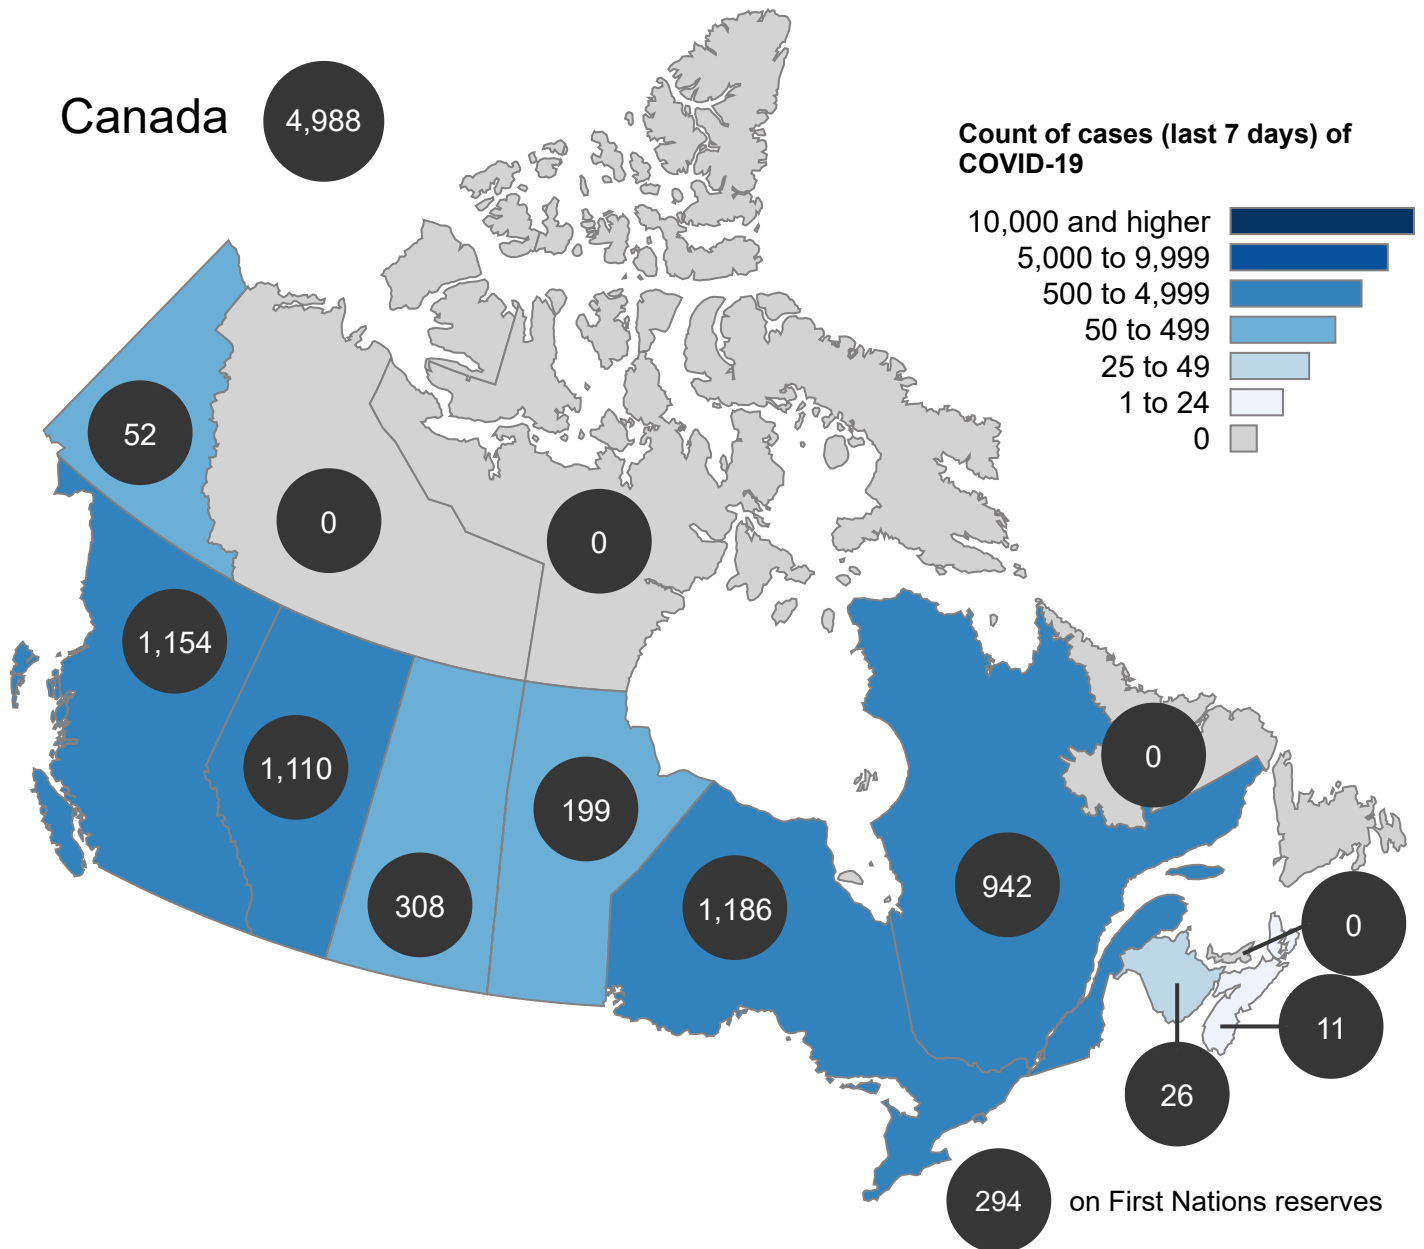 Canada
4,988
Count of cases (last 7 days) of
COVID-19
10,000 and higher
5,000 to 9,999
500 to 4,999
50 to 499
25 to 49
1 to 24
0
52
0
0
1,154
1,110
308
199
1,186
942
0
0
11
26
294 on First Nations reserves